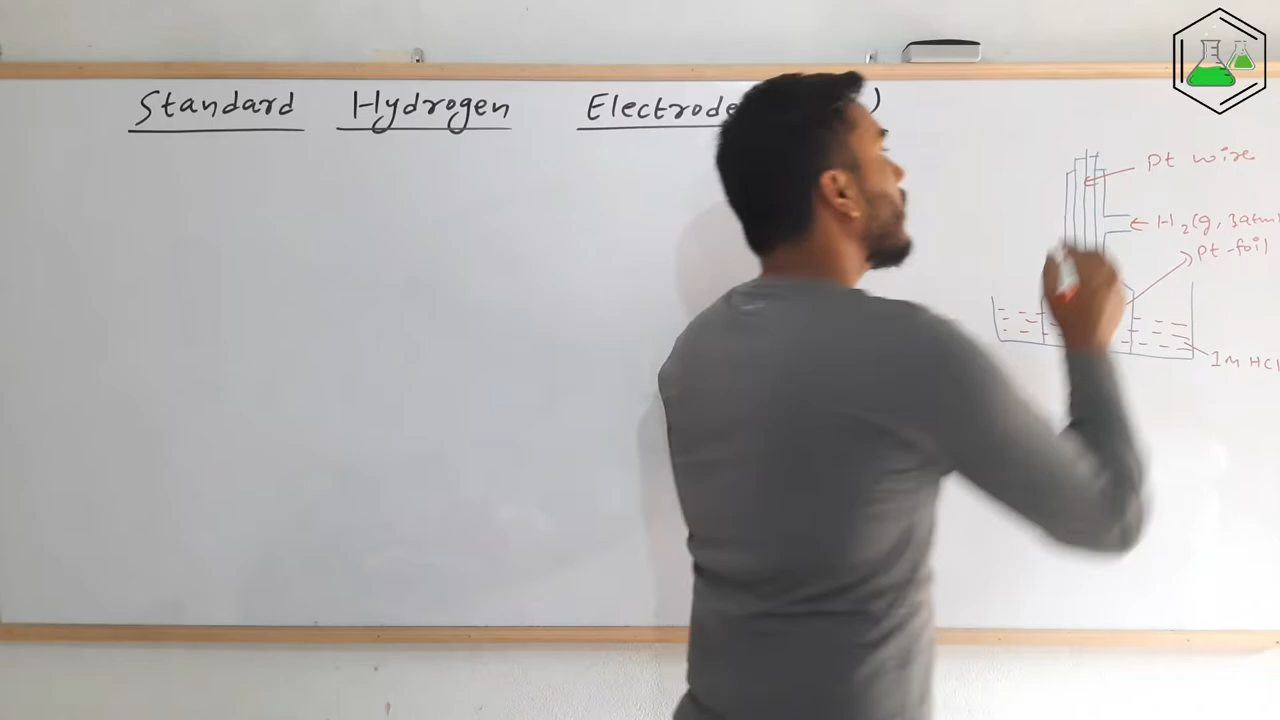 Standard Hydrogen Electrode )
Pt wire
H2(g, 3atm)
Pt-foil
1M HCl